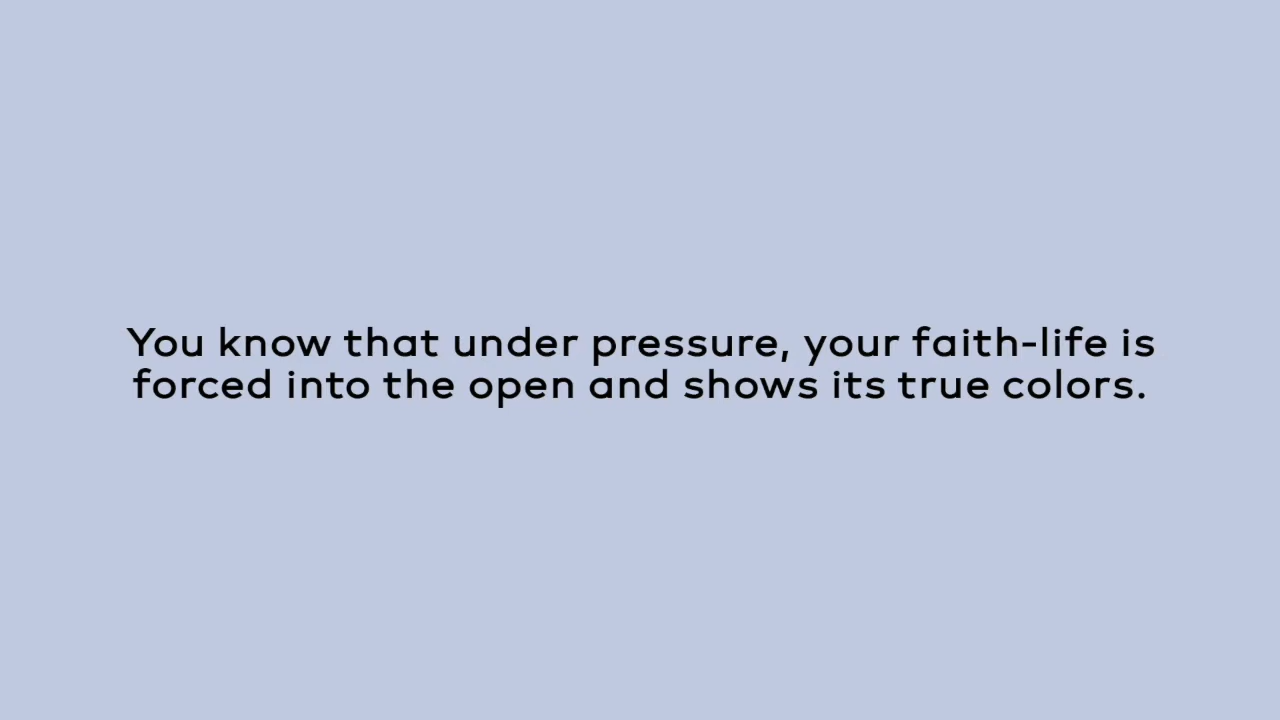 You know that under pressure, your faith-life is
forced into the open and shows its true colors.